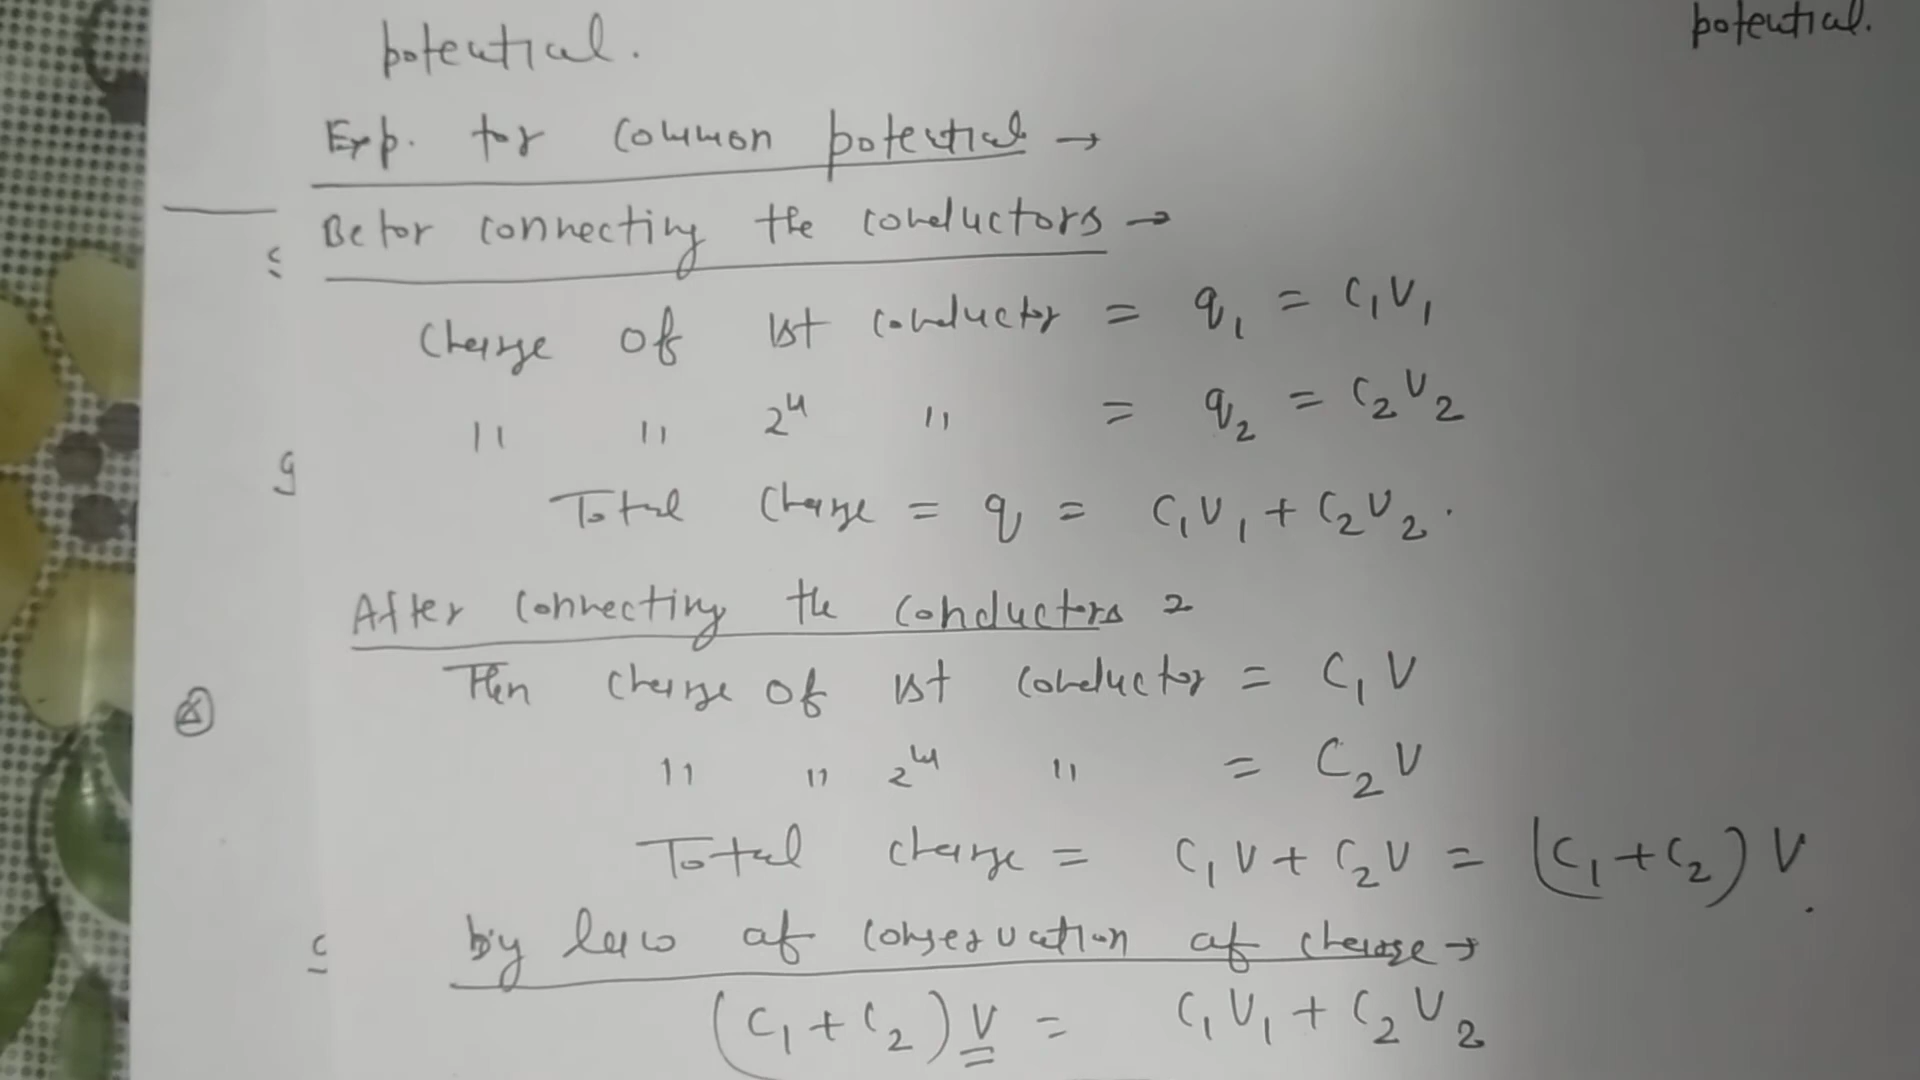 potential.
potential.
Exp. for common potential →
Befor connecting the conductors →
Charge of 1st conductor = q₁ = C₁V₁
" " 2nd " = q₂ = C₂V₂
g
Total charge = q = C₁V₁ + C₂V₂.
After connecting the conductors
Then charge of 1st conductor = C₁V
" " 2nd " = C₂V
Total charge = C₁V + C₂V = (C₁+C₂)V.
by law of conservation of charge →
(C₁+C₂)V = C₁V₁ + C₂V₂